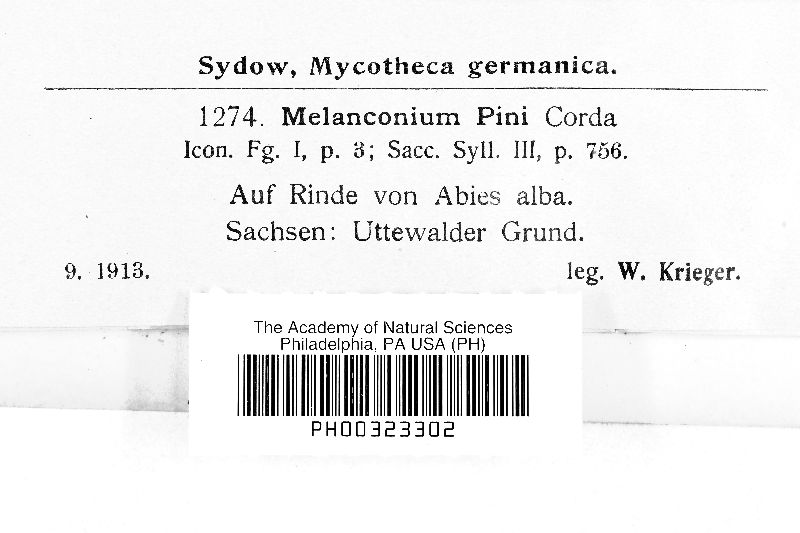 Sydow, Mycotheca germanica.
1274. Melanconium Pini Corda
Icon. Fg. I, p. 3; Sacc. Syll. III, p. 756.
Auf Rinde von Abies alba.
Sachsen: Uttewalder Grund.
9. 1913. leg. W. Krieger.
The Academy of Natural Sciences
Philadelphia, PA USA (PH)
PH00323302